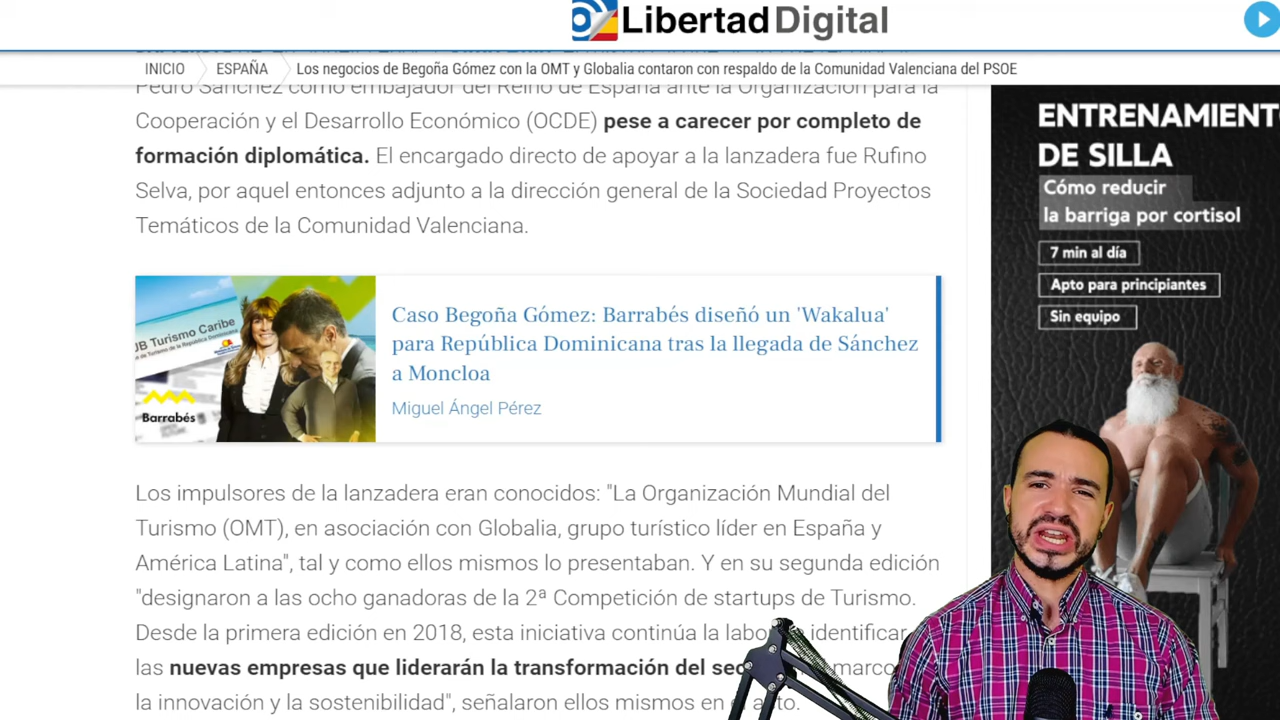 Libertad Digital
INICIO
ESPAÑA
Los negocios de Begoña Gómez con la OMT y Globalia contaron con respaldo de la Comunidad Valenciana del PSOE
Pedro Sánchez como embajador del Reino de España ante la Organización para la
Cooperación y el Desarrollo Económico (OCDE) pese a carecer por completo de
formación diplomática. El encargado directo de apoyar a la lanzadera fue Rufino
Selva, por aquel entonces adjunto a la dirección general de la Sociedad Proyectos
Temáticos de la Comunidad Valenciana.
UB Turismo Caribe
Barrabés
Caso Begoña Gómez: Barrabés diseñó un 'Wakalua'
para República Dominicana tras la llegada de Sánchez
a Moncloa
Miguel Ángel Pérez
Los impulsores de la lanzadera eran conocidos: "La Organización Mundial del
Turismo (OMT), en asociación con Globalia, grupo turístico líder en España y
América Latina", tal y como ellos mismos lo presentaban. Y en su segunda edición
"designaron a las ocho ganadoras de la 2ª Competición de startups de Turismo.
Desde la primera edición en 2018, esta iniciativa continúa la labo identificar
las nuevas empresas que liderarán la transformación del sec marco
la innovación y la sostenibilidad", señalaron ellos mismos en el acto.
ENTRENAMIENT
DE SILLA
Cómo reducir
la barriga por cortisol
7 min al día
Apto para principiantes
Sin equipo